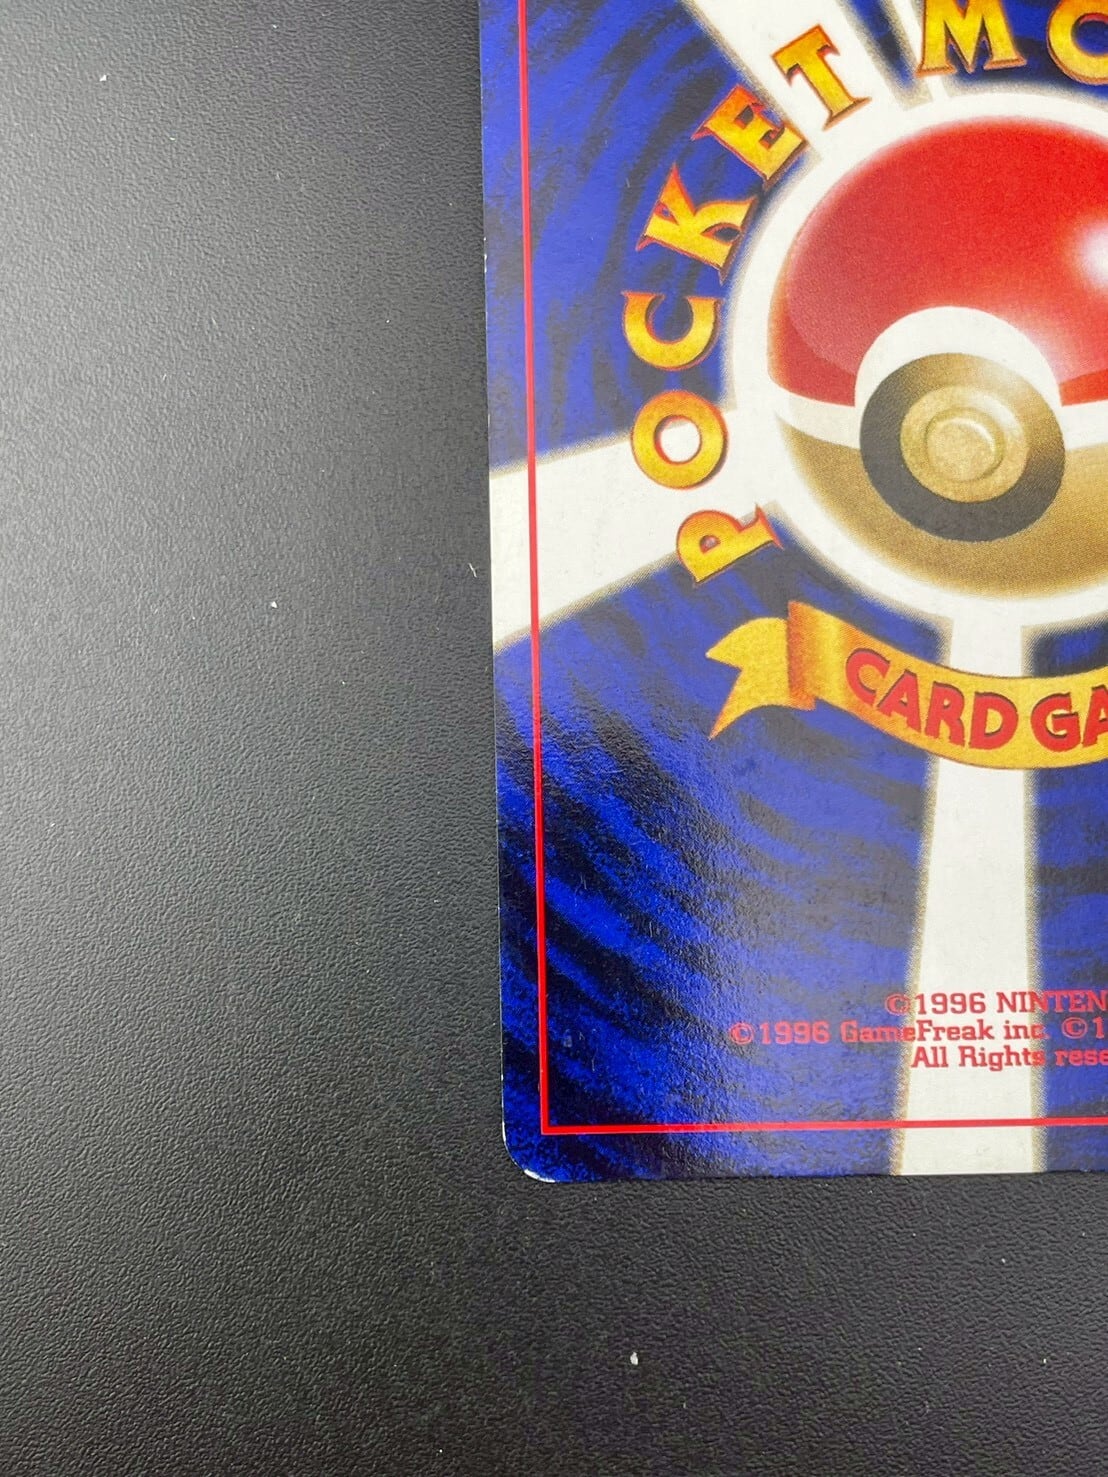 POCKET MO
CARD GA
©1996 NINTEN
©1996 GameFreak inc. ©1
All Rights rese